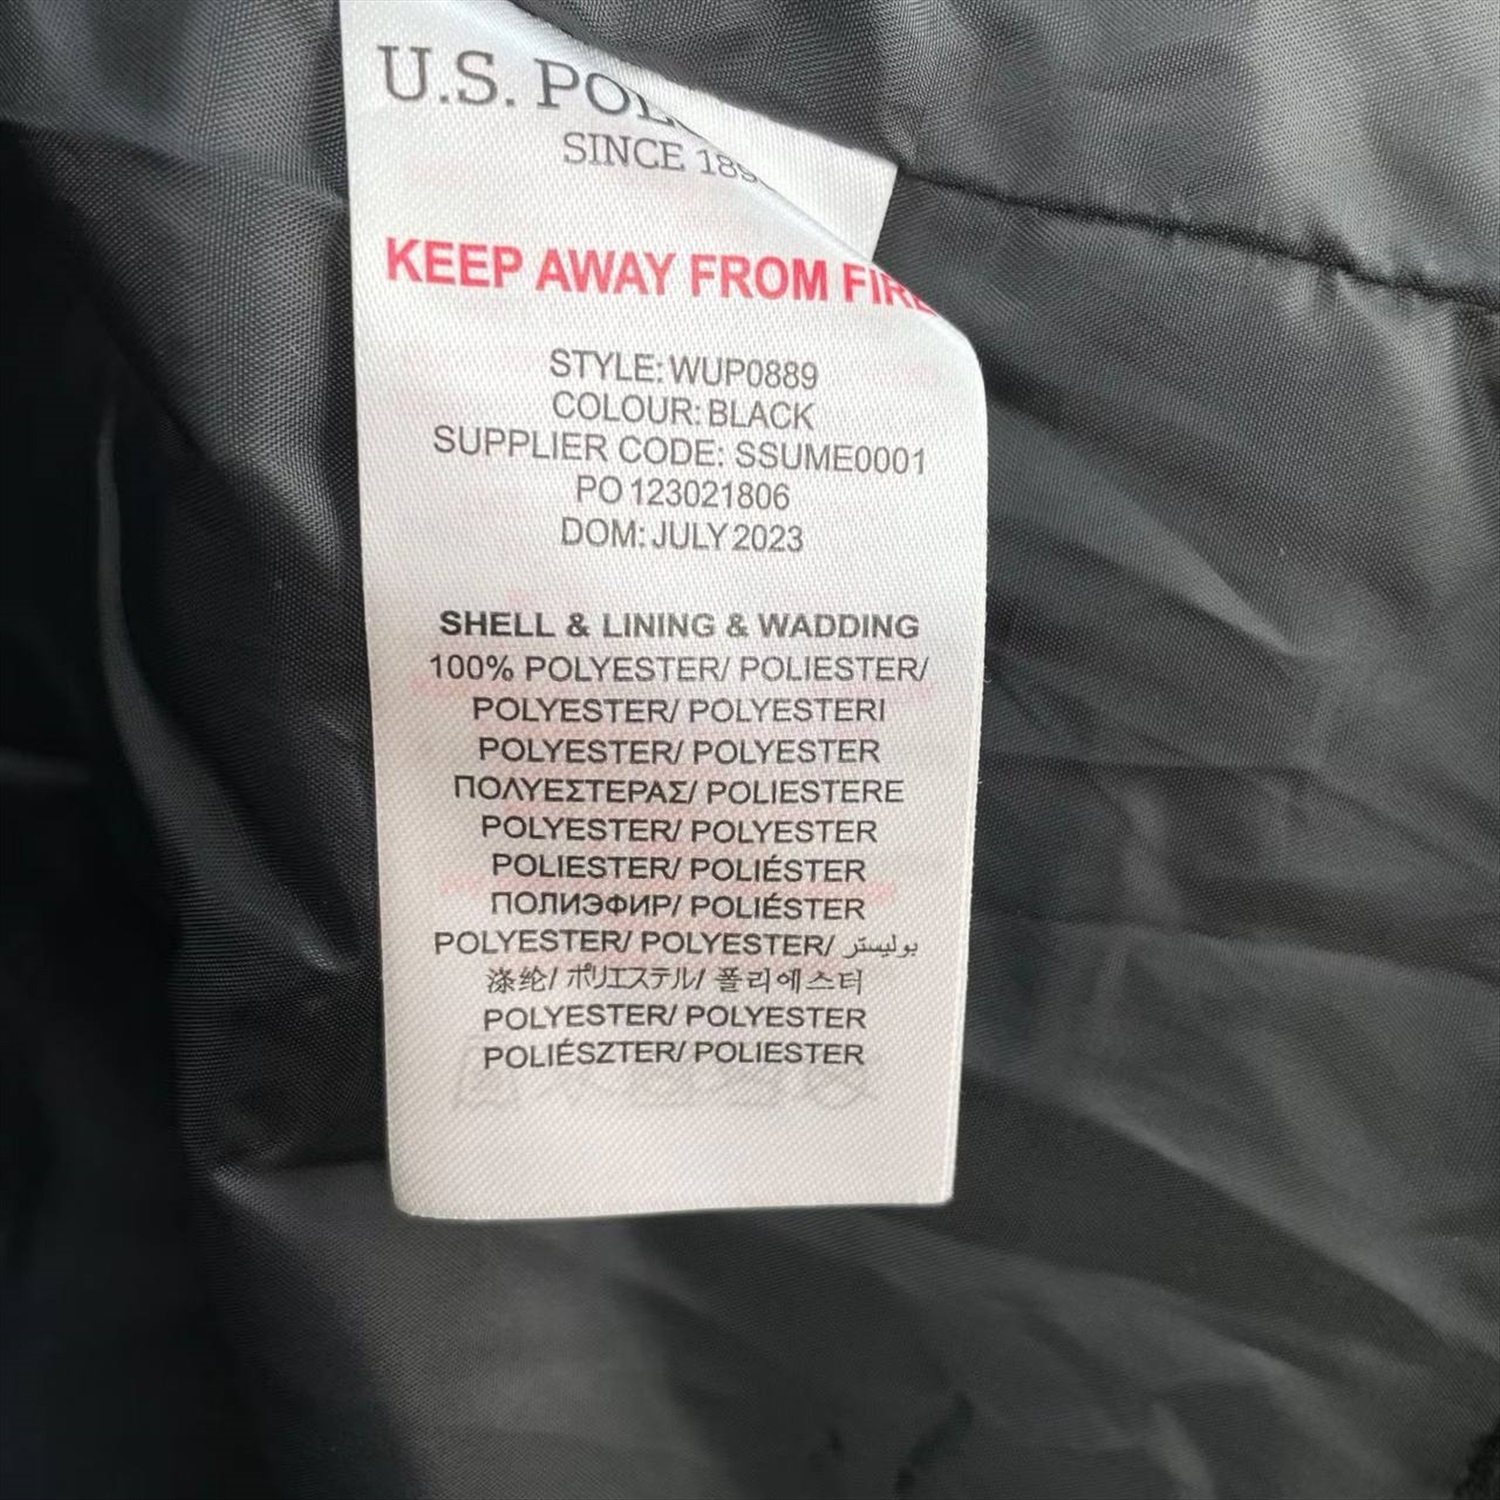 U.S. POL
SINCE 189
KEEP AWAY FROM FIRE
STYLE: WUP0889
COLOUR: BLACK
SUPPLIER CODE: SSUME0001
PO 123021806
DOM: JULY 2023
SHELL & LINING & WADDING
100% POLYESTER/ POLIESTER/
POLYESTER/ POLYESTERI
POLYESTER/ POLYESTER
ΠΟΛΥΕΣΤΕΡΑΣ/ POLIESTERE
POLYESTER/ POLYESTER
POLIESTER/ POLIÉSTER
ПОЛИЭФИР/ POLIÉSTER
POLYESTER/ POLYESTER/ بوليستر
涤纶/ ポリエステル/ 폴리에스터
POLYESTER/ POLYESTER
POLIÉSZTER/ POLIESTER